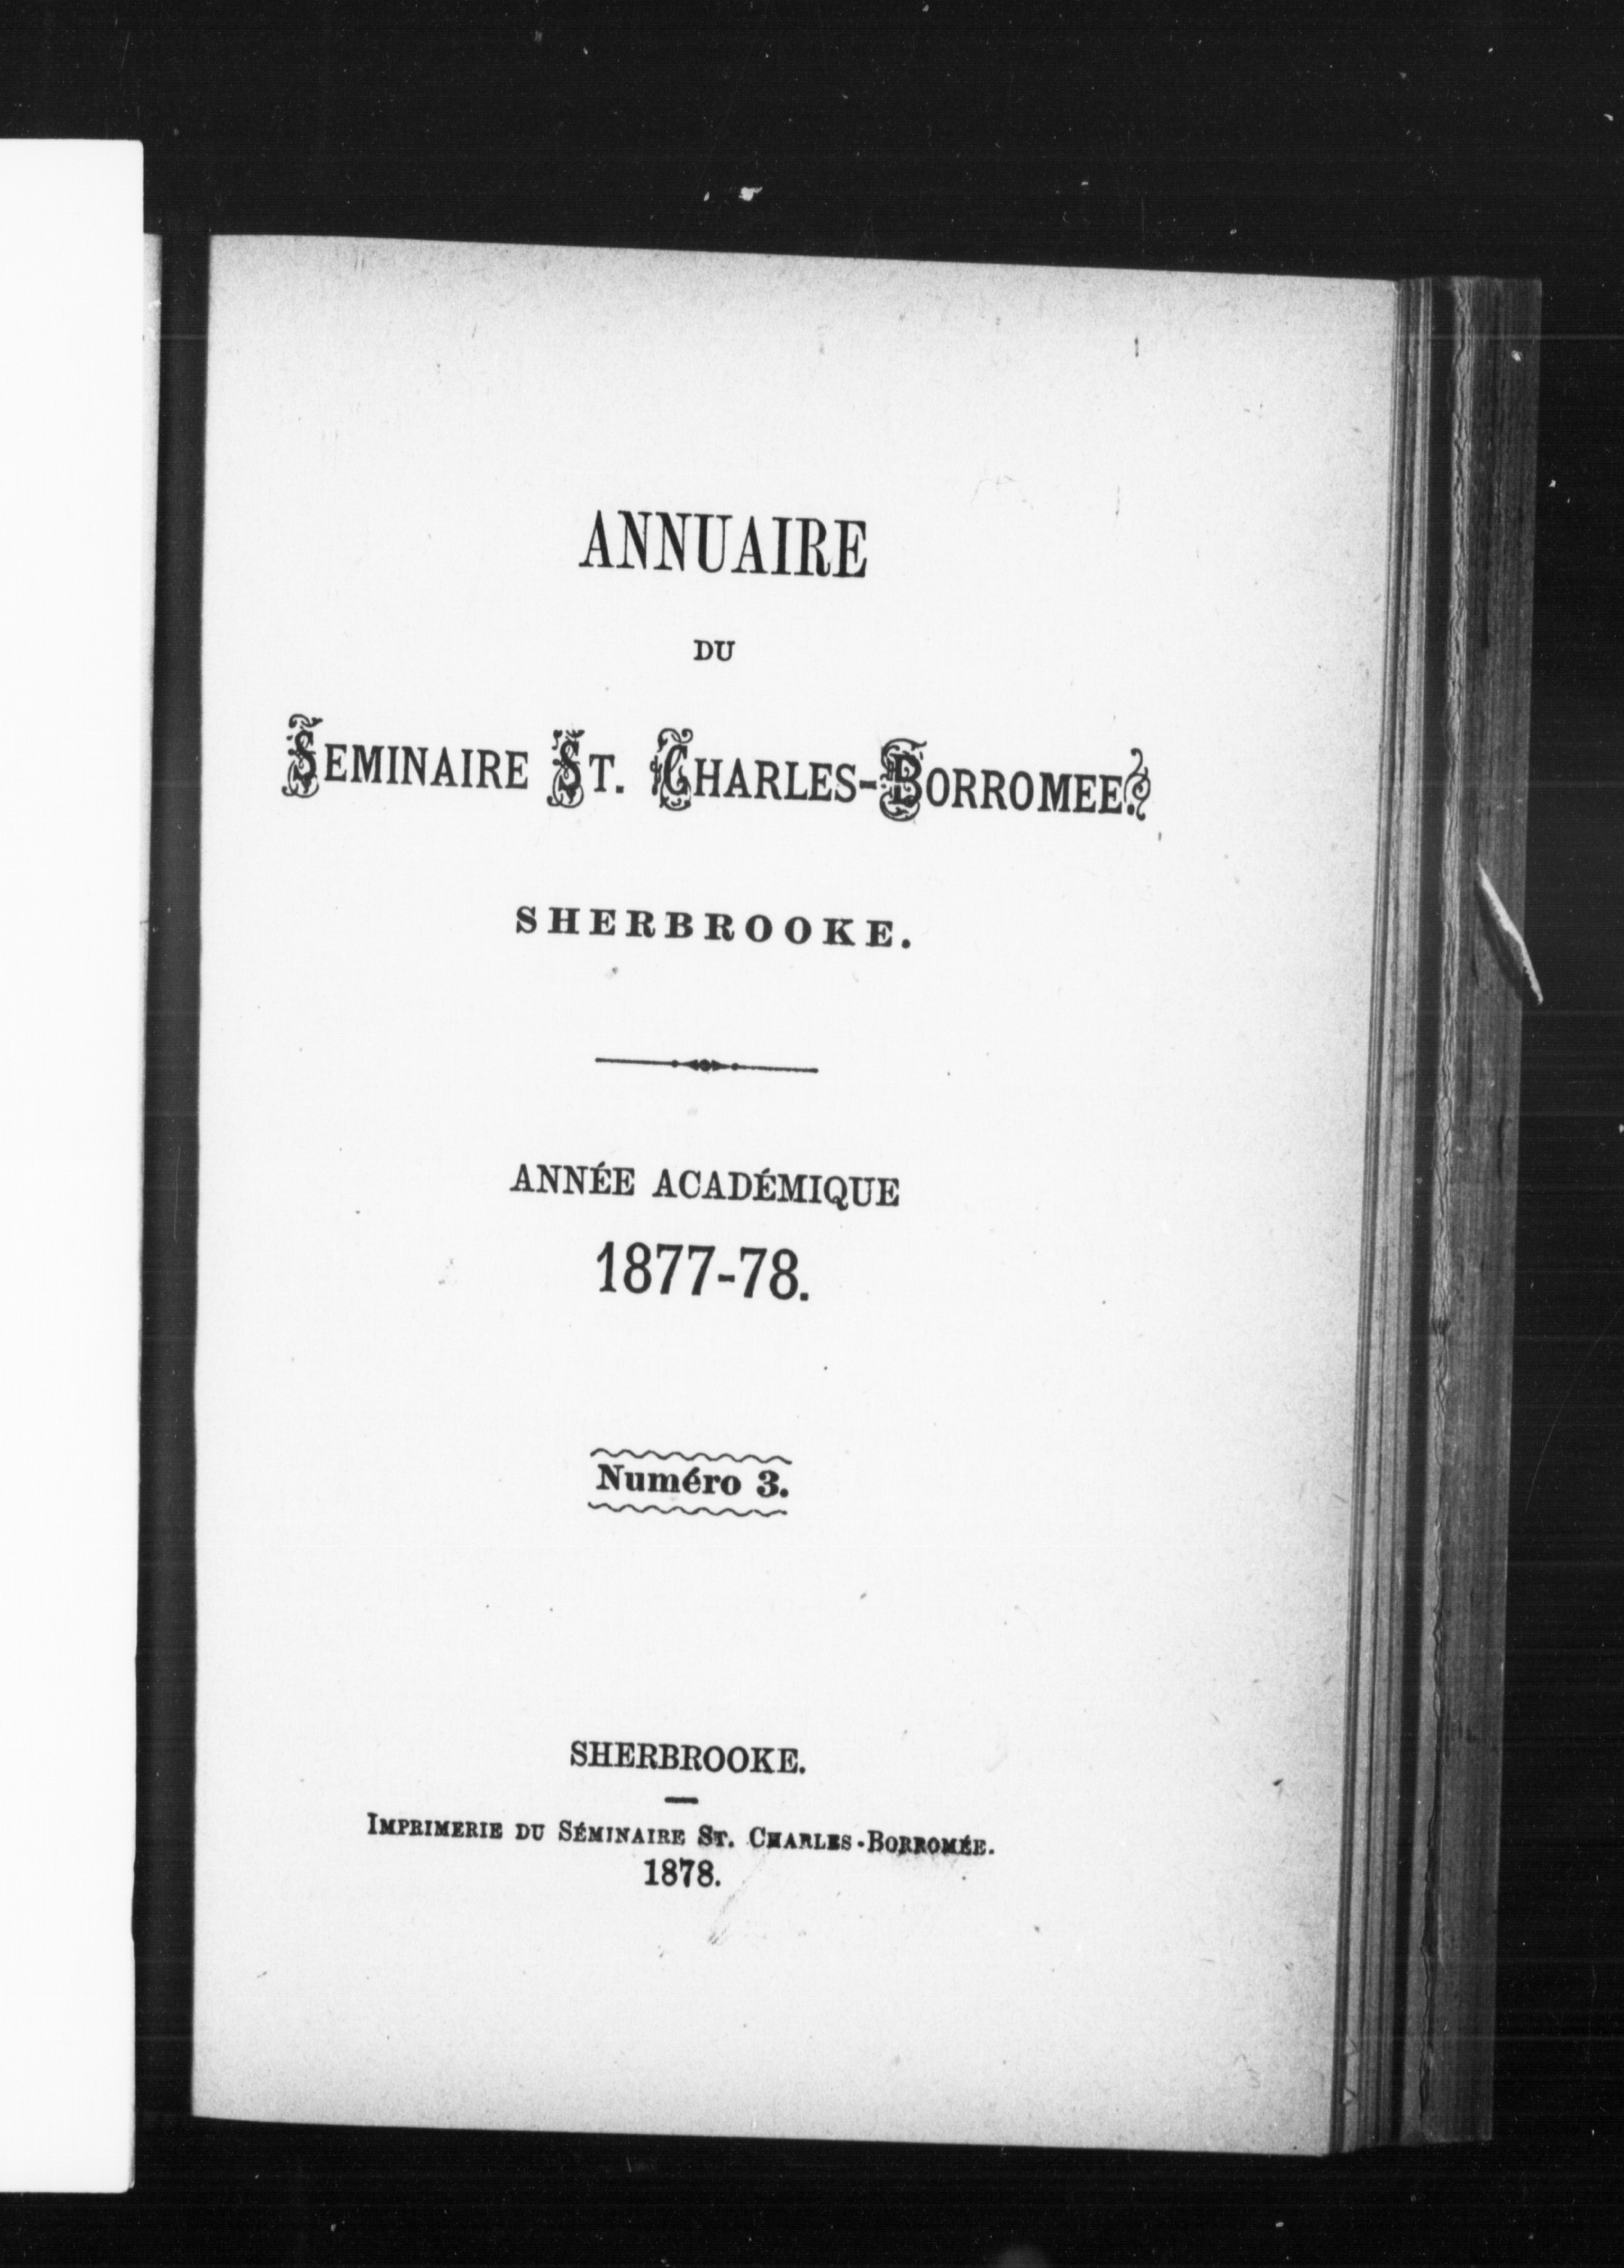 ANNUAIRE
DU
SEMINAIRE ST. CHARLES-BORROMEE.
SHERBROOKE.
ANNÉE ACADÉMIQUE
1877-78.
Numéro 3.
SHERBROOKE.
IMPRIMERIE DU SÉMINAIRE ST. CHARLES-BORROMÉE.
1878.